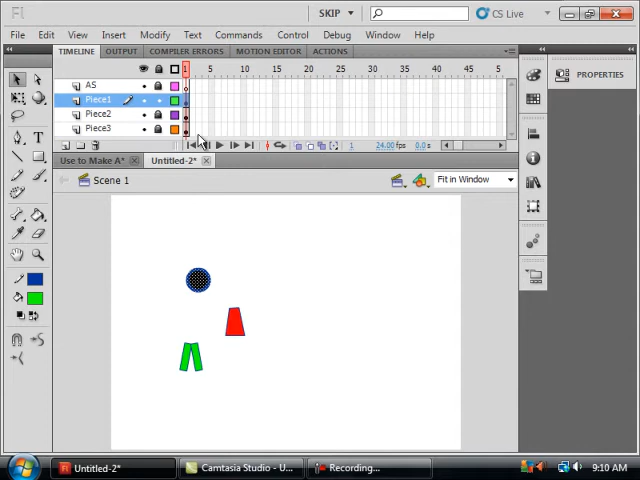 Fl SKIP CS Live
File Edit View Insert Modify Text Commands Control Debug Window Help
TIMELINE OUTPUT COMPILER ERRORS MOTION EDITOR ACTIONS
PROPERTIES
1 5 10 15 20 25 30 35 40 45 5
AS
Piece1
Piece2
Piece3
1 24.00fps 0.0s
Use to Make A* Untitled-2*
Scene 1 Fit in Window
Untitled-2* Camtasia Studio - U... Recording... 9:10 AM